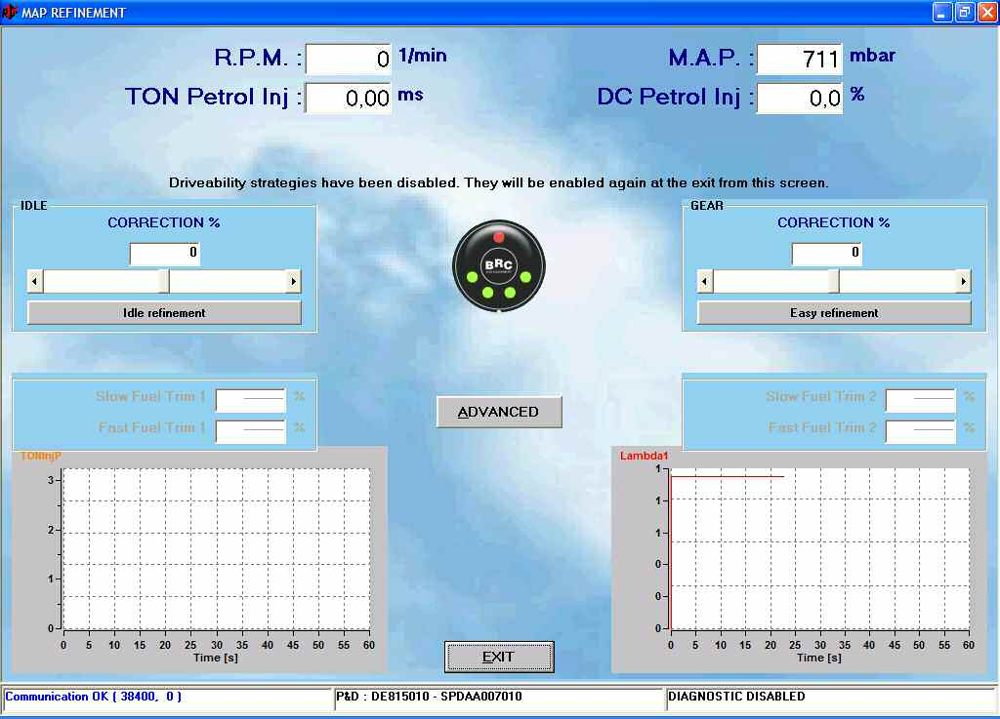 MAP REFINEMENT
R.P.M. : 0 1/min
M.A.P. : 711 mbar
TON Petrol Inj : 0,00 ms
DC Petrol Inj : 0,0 %
Driveability strategies have been disabled. They will be enabled again at the exit from this screen.
IDLE
CORRECTION %
0
Idle refinement
BRC
GEAR
CORRECTION %
0
Easy refinement
Slow Fuel Trim 1 %
Fast Fuel Trim 1 %
ADVANCED
Slow Fuel Trim 2 %
Fast Fuel Trim 2 %
TONInjP
3
2
1
0
0 5 10 15 20 25 30 35 40 45 50 55 60
Time [s]
Lambda1
1
1
1
0
0
0
0 5 10 15 20 25 30 35 40 45 50 55 60
Time [s]
EXIT
Communication OK ( 38400, 0 )
P&D : DE815010 - SPDAA007010
DIAGNOSTIC DISABLED